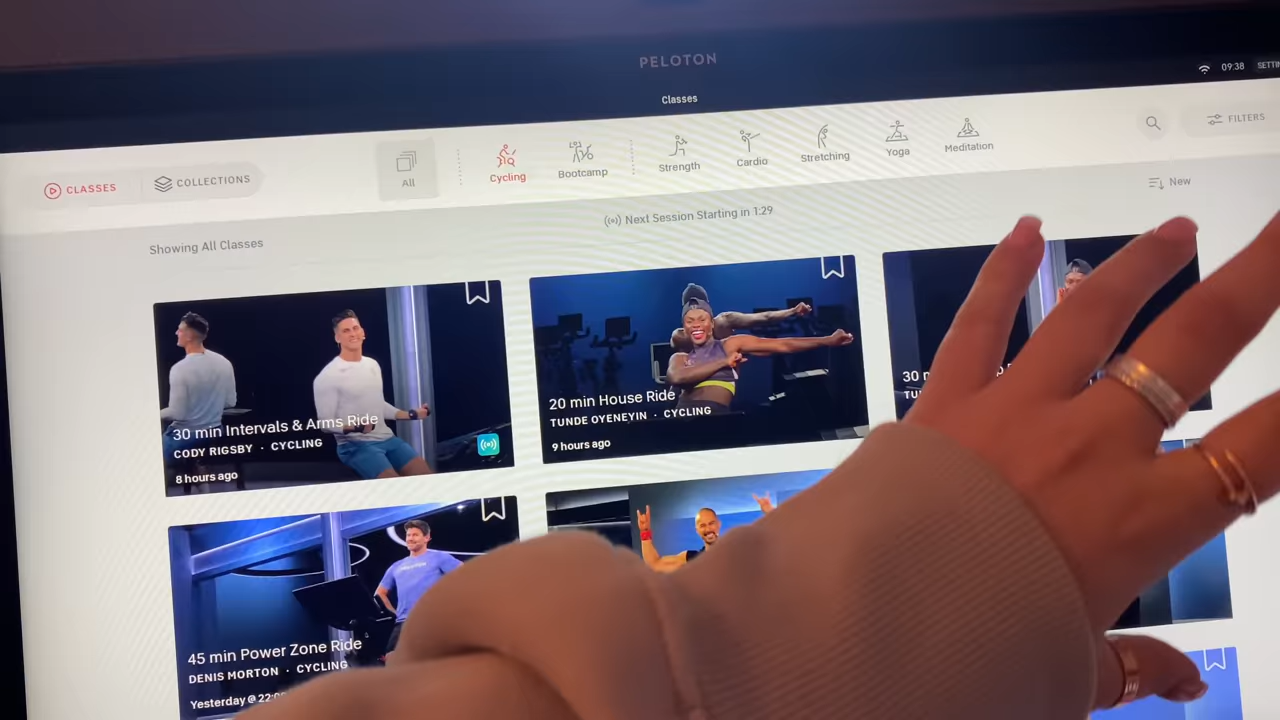 PELOTON
09:38
Classes
CLASSES
COLLECTIONS
All
Cycling
Bootcamp
Strength
Cardio
Stretching
Yoga
Meditation
FILTERS
New
Showing All Classes
Next Session Starting in 1:29
30 min Intervals & Arms Ride
CODY RIGSBY · CYCLING
8 hours ago
20 min House Ride
TUNDE OYENEYIN · CYCLING
9 hours ago
30
45 min Power Zone Ride
DENIS MORTON · CYCLING
Yesterday @